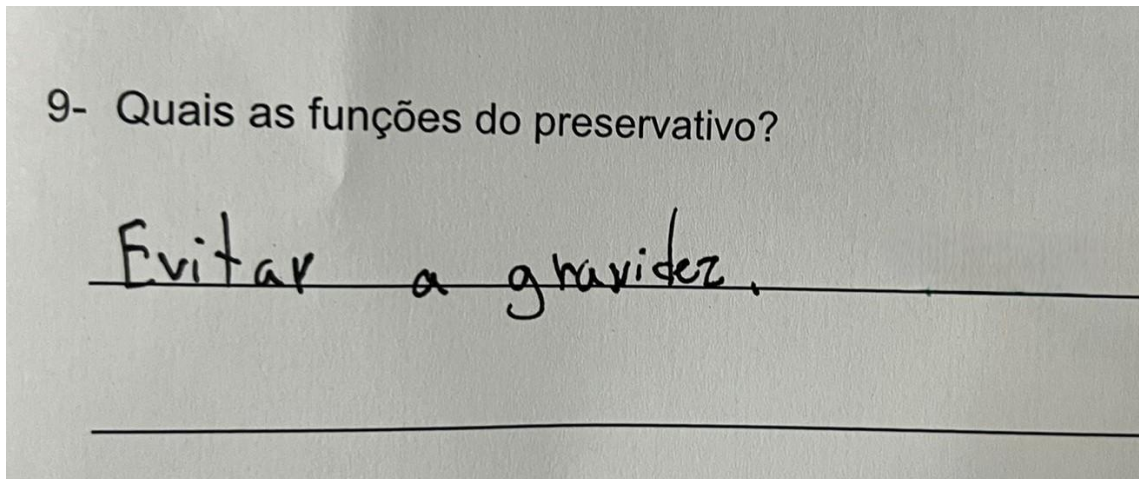 9- Quais as funções do preservativo?
Evitar a gravidez.